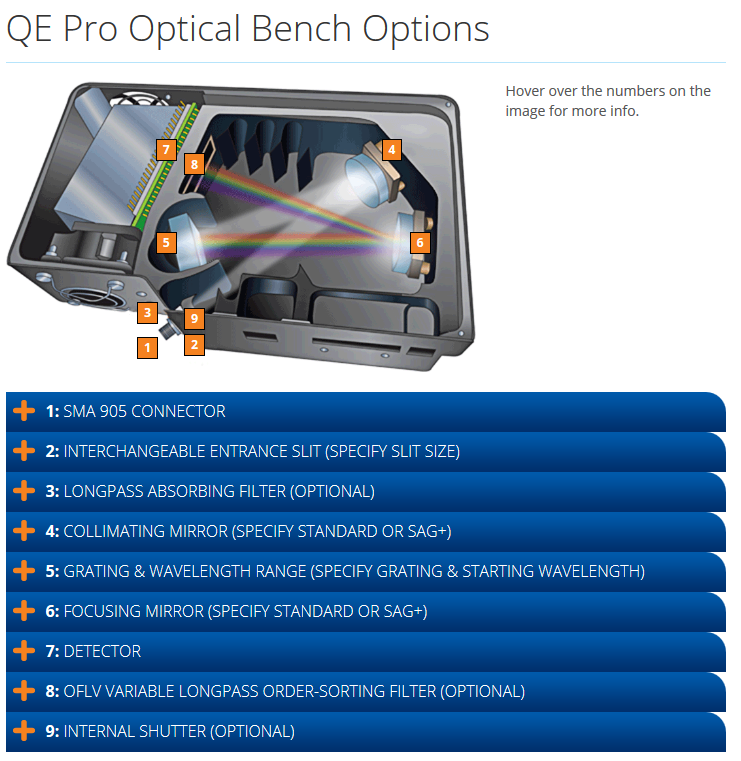 QE Pro Optical Bench Options
Hover over the numbers on the
image for more info.
7
8
4
5
6
3
9
1
2
1: SMA 905 CONNECTOR
2: INTERCHANGEABLE ENTRANCE SLIT (SPECIFY SLIT SIZE)
3: LONGPASS ABSORBING FILTER (OPTIONAL)
4: COLLIMATING MIRROR (SPECIFY STANDARD OR SAG+)
5: GRATING & WAVELENGTH RANGE (SPECIFY GRATING & STARTING WAVELENGTH)
6: FOCUSING MIRROR (SPECIFY STANDARD OR SAG+)
7: DETECTOR
8: OFLV VARIABLE LONGPASS ORDER-SORTING FILTER (OPTIONAL)
9: INTERNAL SHUTTER (OPTIONAL)